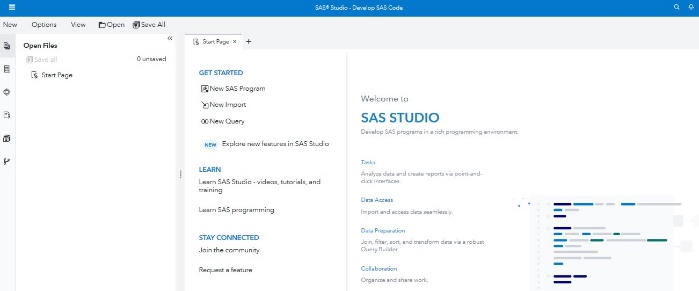 SAS® Studio - Develop SAS Code
New Options View Open Save All
Open Files
Save all 0 unsaved
Start Page
Start Page × +
GET STARTED
New SAS Program
New Import
New Query
NEW Explore new features in SAS Studio
LEARN
Learn SAS Studio - videos, tutorials, and
training
Learn SAS programming
STAY CONNECTED
Join the community
Request a feature
Welcome to
SAS STUDIO
Develop SAS programs in a rich programming environment.
Tasks
Analyze data and create reports via point-and-
click interfaces.
Data Access
Import and access data seamlessly.
Data Preparation
Join, filter, sort, and transform data via a robust
Query Builder.
Collaboration
Organize and share work.